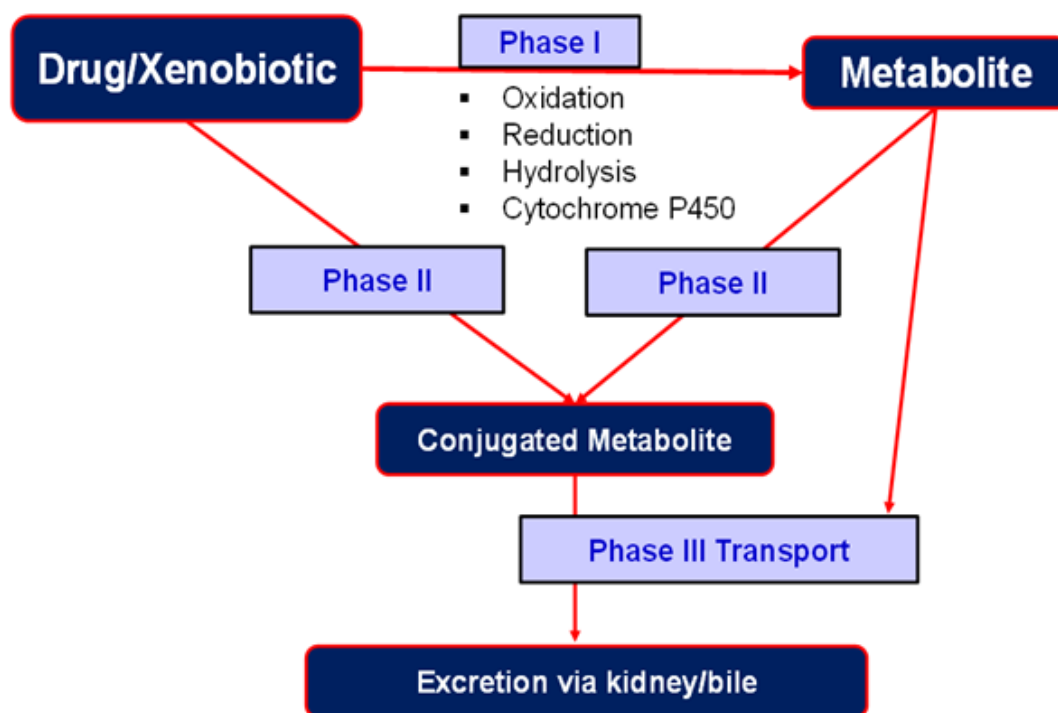 Phase I
Drug/Xenobiotic
Metabolite
▪ Oxidation
▪ Reduction
▪ Hydrolysis
▪ Cytochrome P450
Phase II
Phase II
Conjugated Metabolite
Phase III Transport
Excretion via kidney/bile